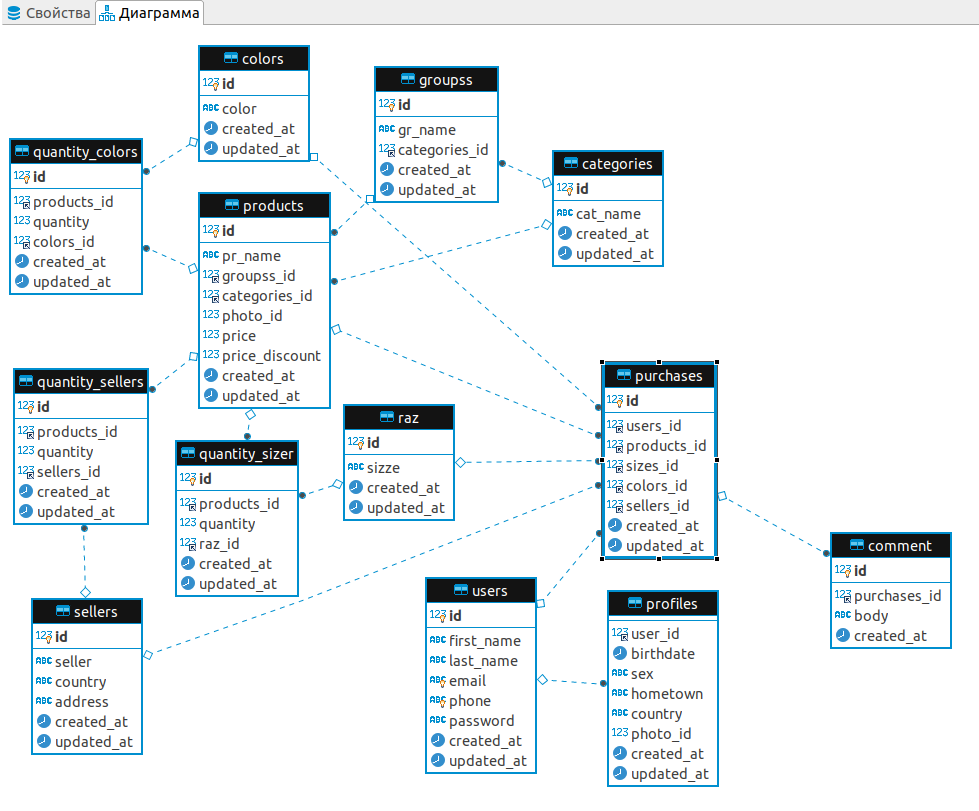 Свойства
Диаграмма
colors
123 id
ABC color
created_at
updated_at
groupss
123 id
ABC gr_name
123 categories_id
created_at
updated_at
categories
123 id
ABC cat_name
created_at
updated_at
quantity_colors
123 id
123 products_id
123 quantity
123 colors_id
created_at
updated_at
products
123 id
ABC pr_name
123 groupss_id
123 categories_id
123 photo_id
123 price
123 price_discount
created_at
updated_at
quantity_sellers
123 id
123 products_id
123 quantity
123 sellers_id
created_at
updated_at
purchases
123 id
123 users_id
123 products_id
123 sizes_id
123 colors_id
123 sellers_id
created_at
updated_at
raz
123 id
ABC sizze
created_at
updated_at
quantity_sizer
123 id
123 products_id
123 quantity
123 raz_id
created_at
updated_at
comment
123 id
123 purchases_id
ABC body
created_at
sellers
123 id
ABC seller
ABC country
ABC address
created_at
updated_at
users
123 id
ABC first_name
ABC last_name
ABC email
ABC phone
ABC password
created_at
updated_at
profiles
123 user_id
birthdate
ABC sex
ABC hometown
ABC country
123 photo_id
created_at
updated_at